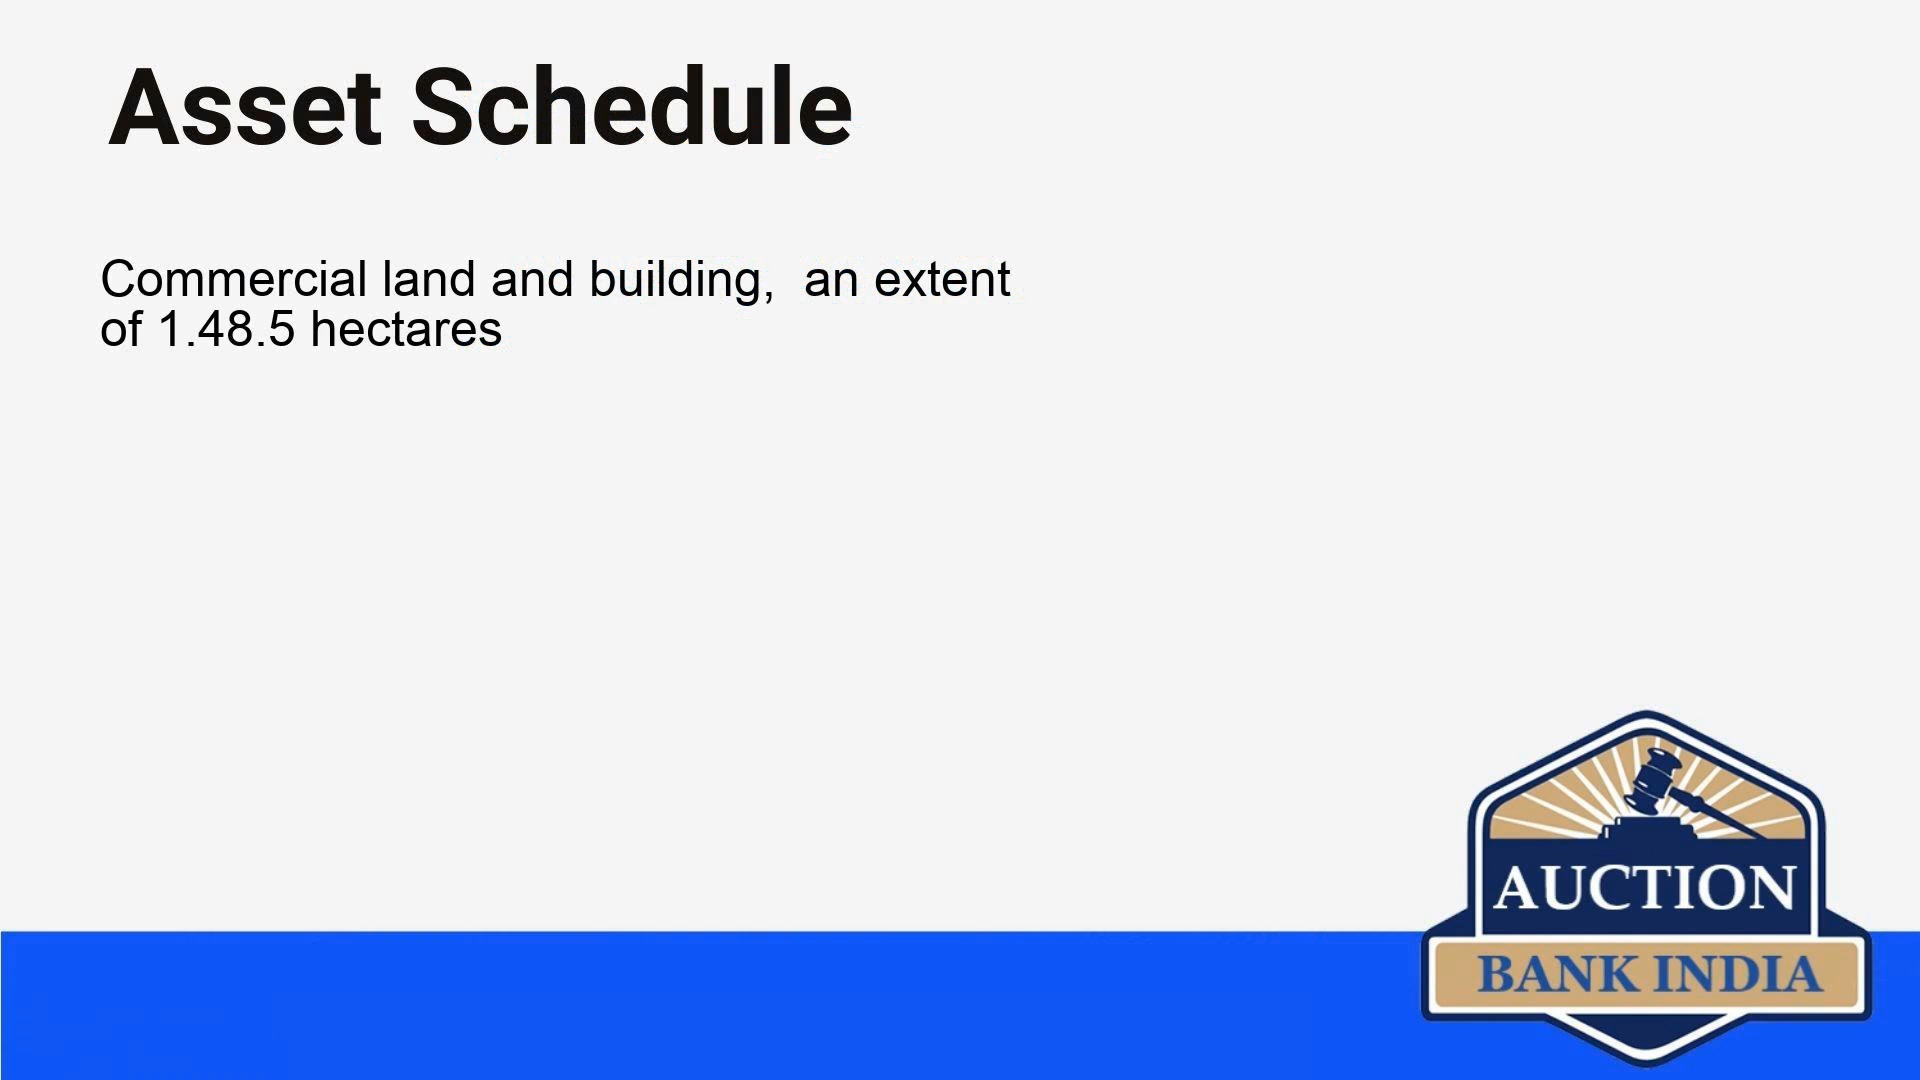 Asset Schedule
Commercial land and building,  an extent
of 1.48.5 hectares
AUCTION
BANK INDIA